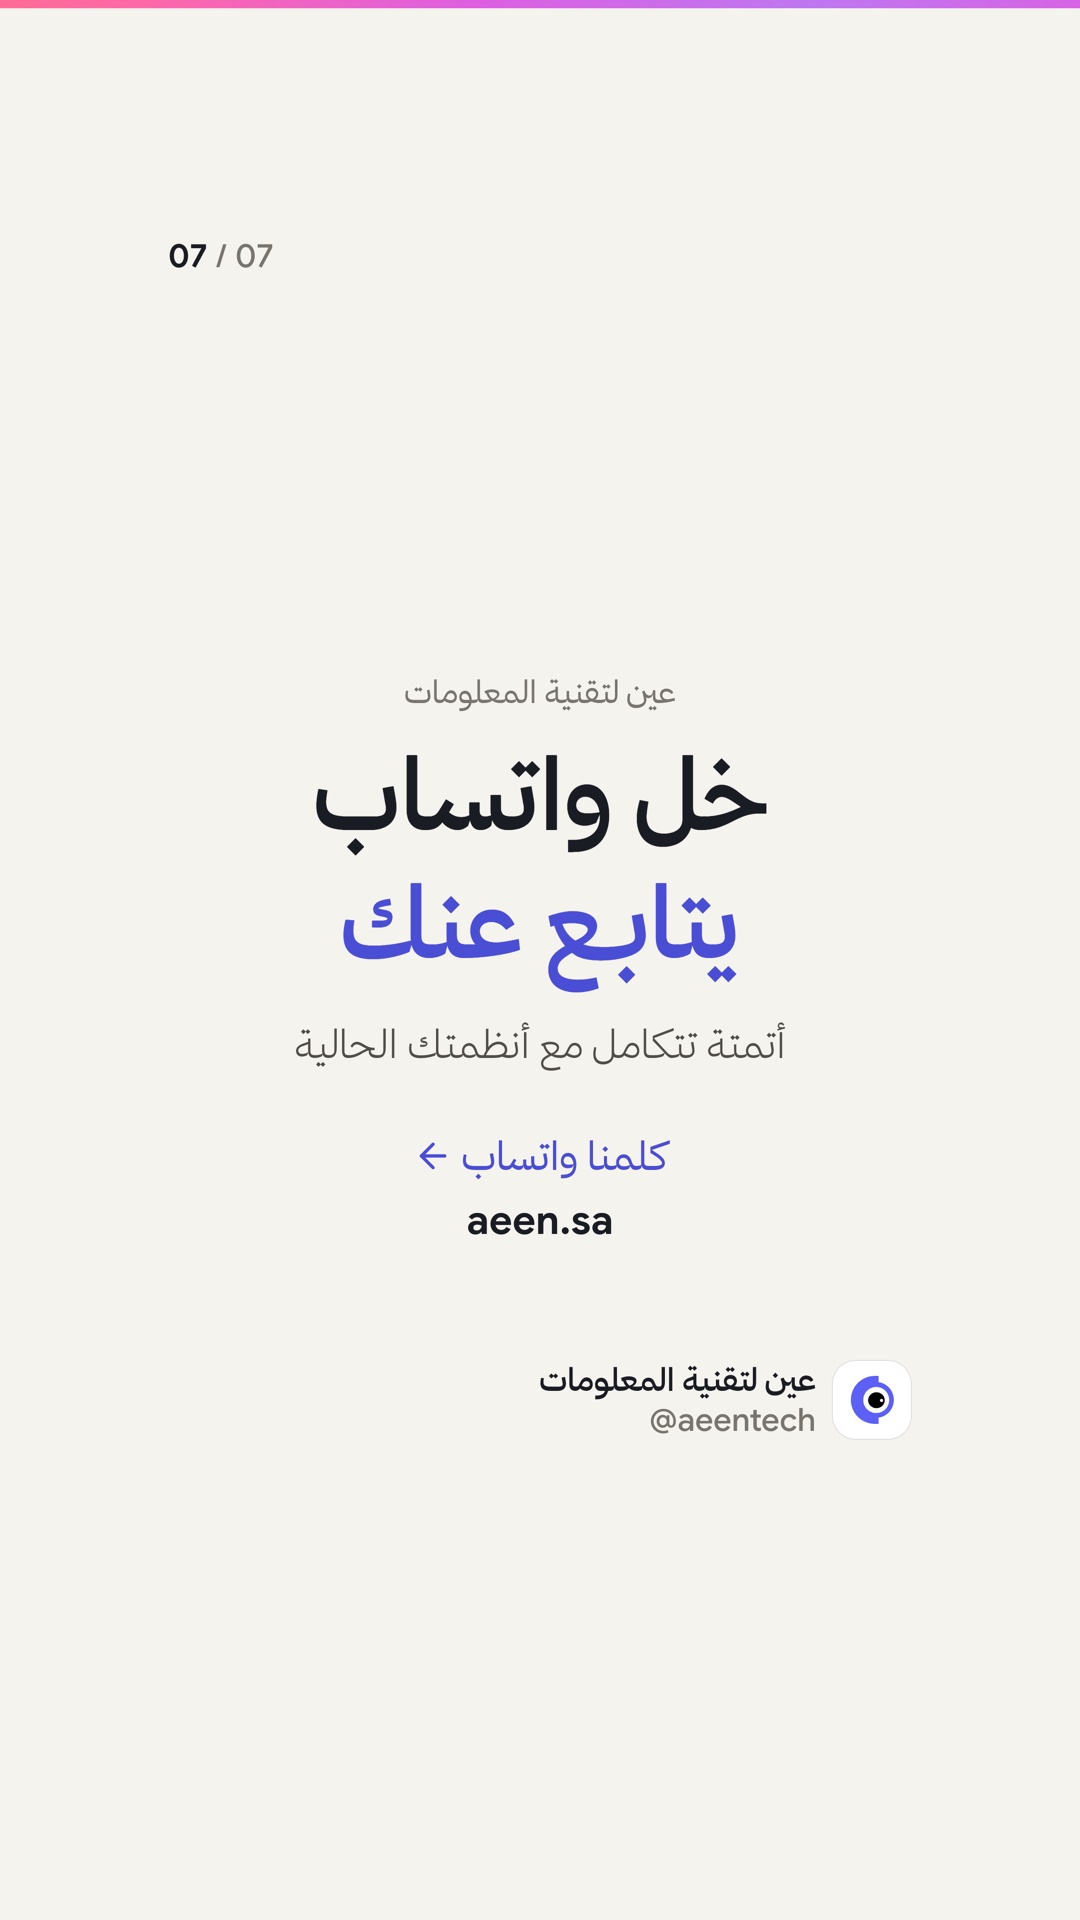 07 / 07
عين لتقنية المعلومات
خل واتساب
يتابع عنك
أتمتة تتكامل مع أنظمتك الحالية
كلمنا واتساب ←
aeen.sa
عين لتقنية المعلومات
@aeentech